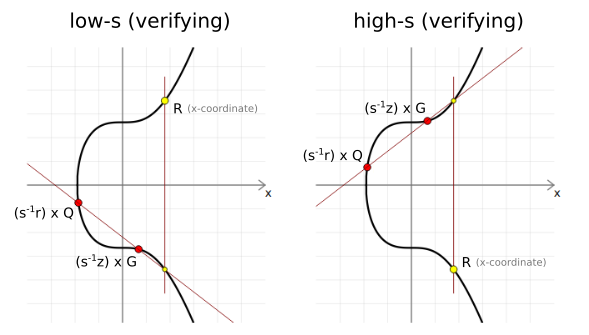 low-s (verifying)
R (x-coordinate)
x
(s⁻¹r) x Q
(s⁻¹z) x G
high-s (verifying)
(s⁻¹z) x G
(s⁻¹r) x Q
x
R (x-coordinate)